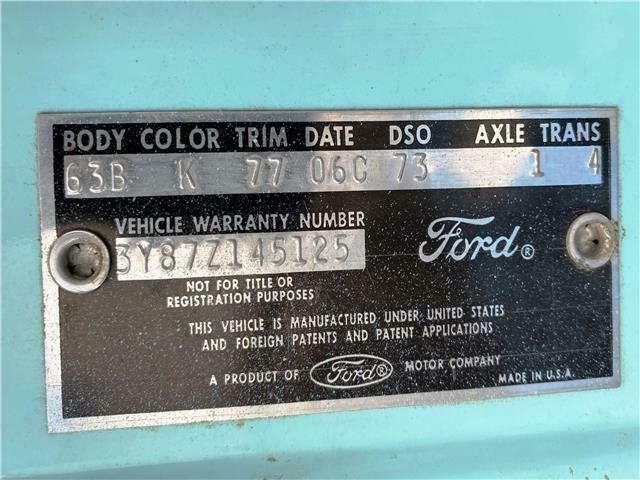 BODY COLOR TRIM DATE DSO AXLE TRANS
63B K 77 06C 73 1 4
VEHICLE WARRANTY NUMBER
3Y87Z145125
Ford®
NOT FOR TITLE OR
REGISTRATION PURPOSES
THIS VEHICLE IS MANUFACTURED UNDER UNITED STATES
AND FOREIGN PATENTS AND PATENT APPLICATIONS
A PRODUCT OF Ford® MOTOR COMPANY
MADE IN U.S.A.